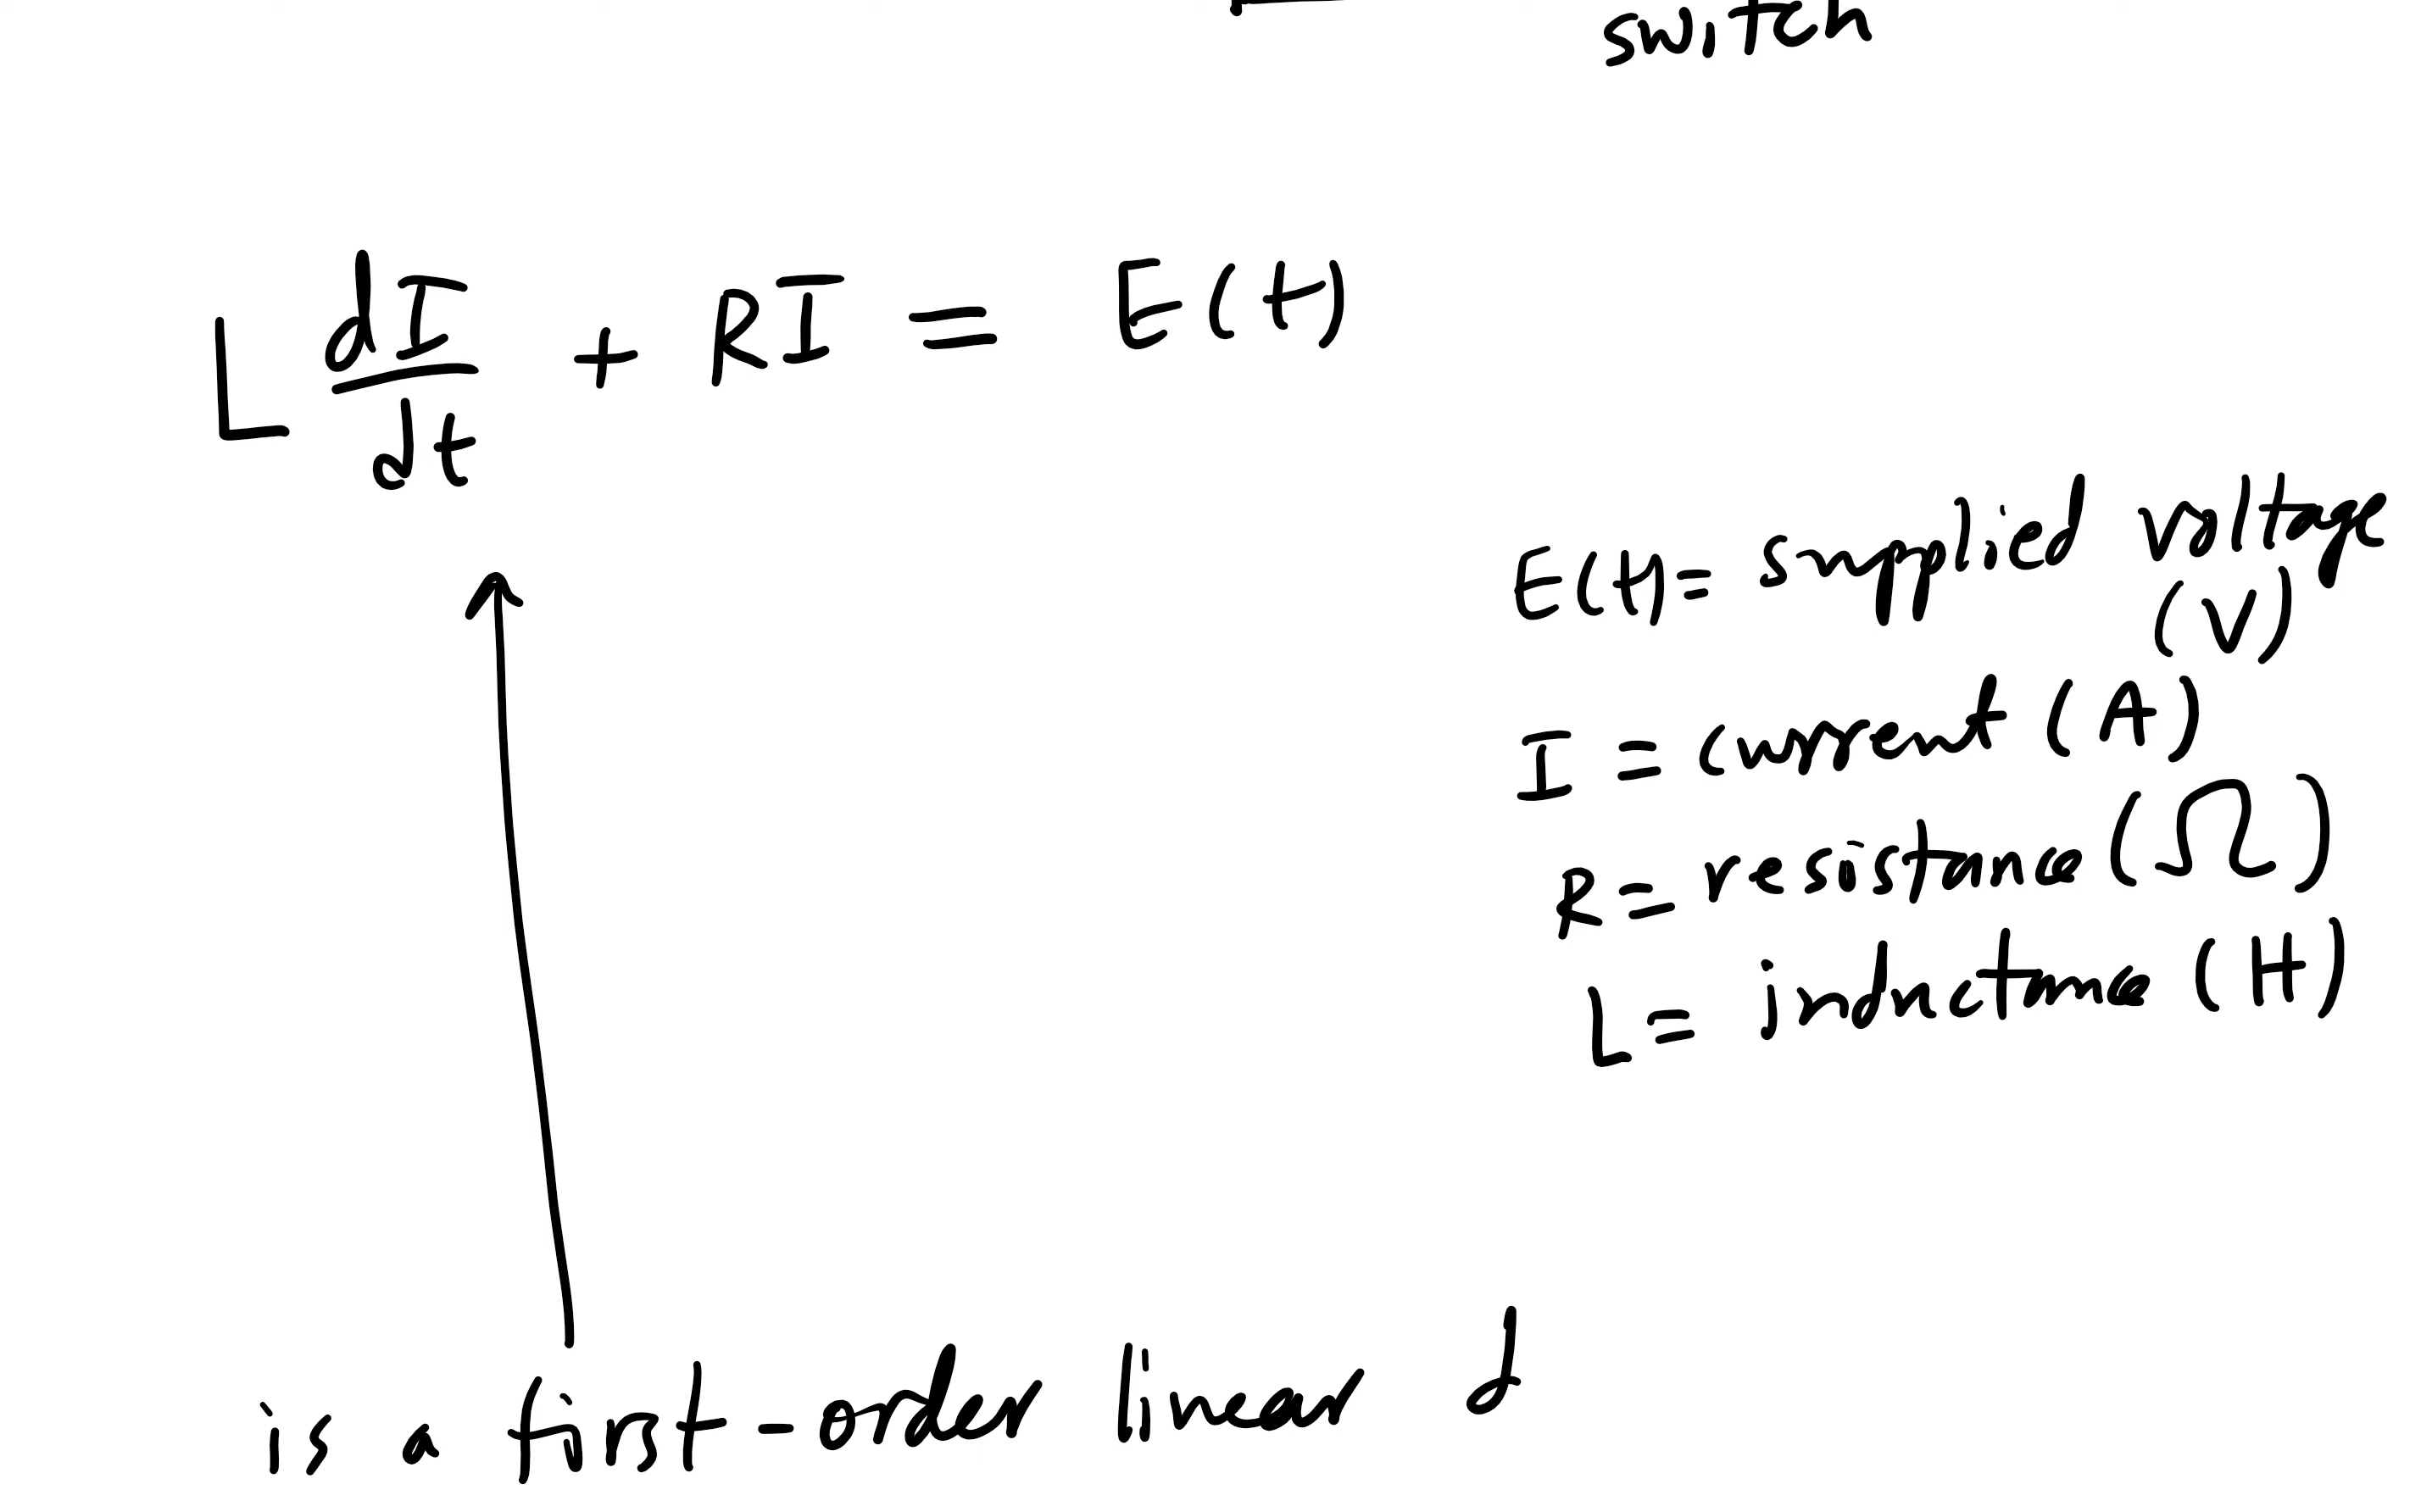 switch
L dI/dt + RI = E(t)
E(t) = supplied voltage
(V)
I = current (A)
R = resistance (Ω)
L = inductance (H)
is a first-order linear d